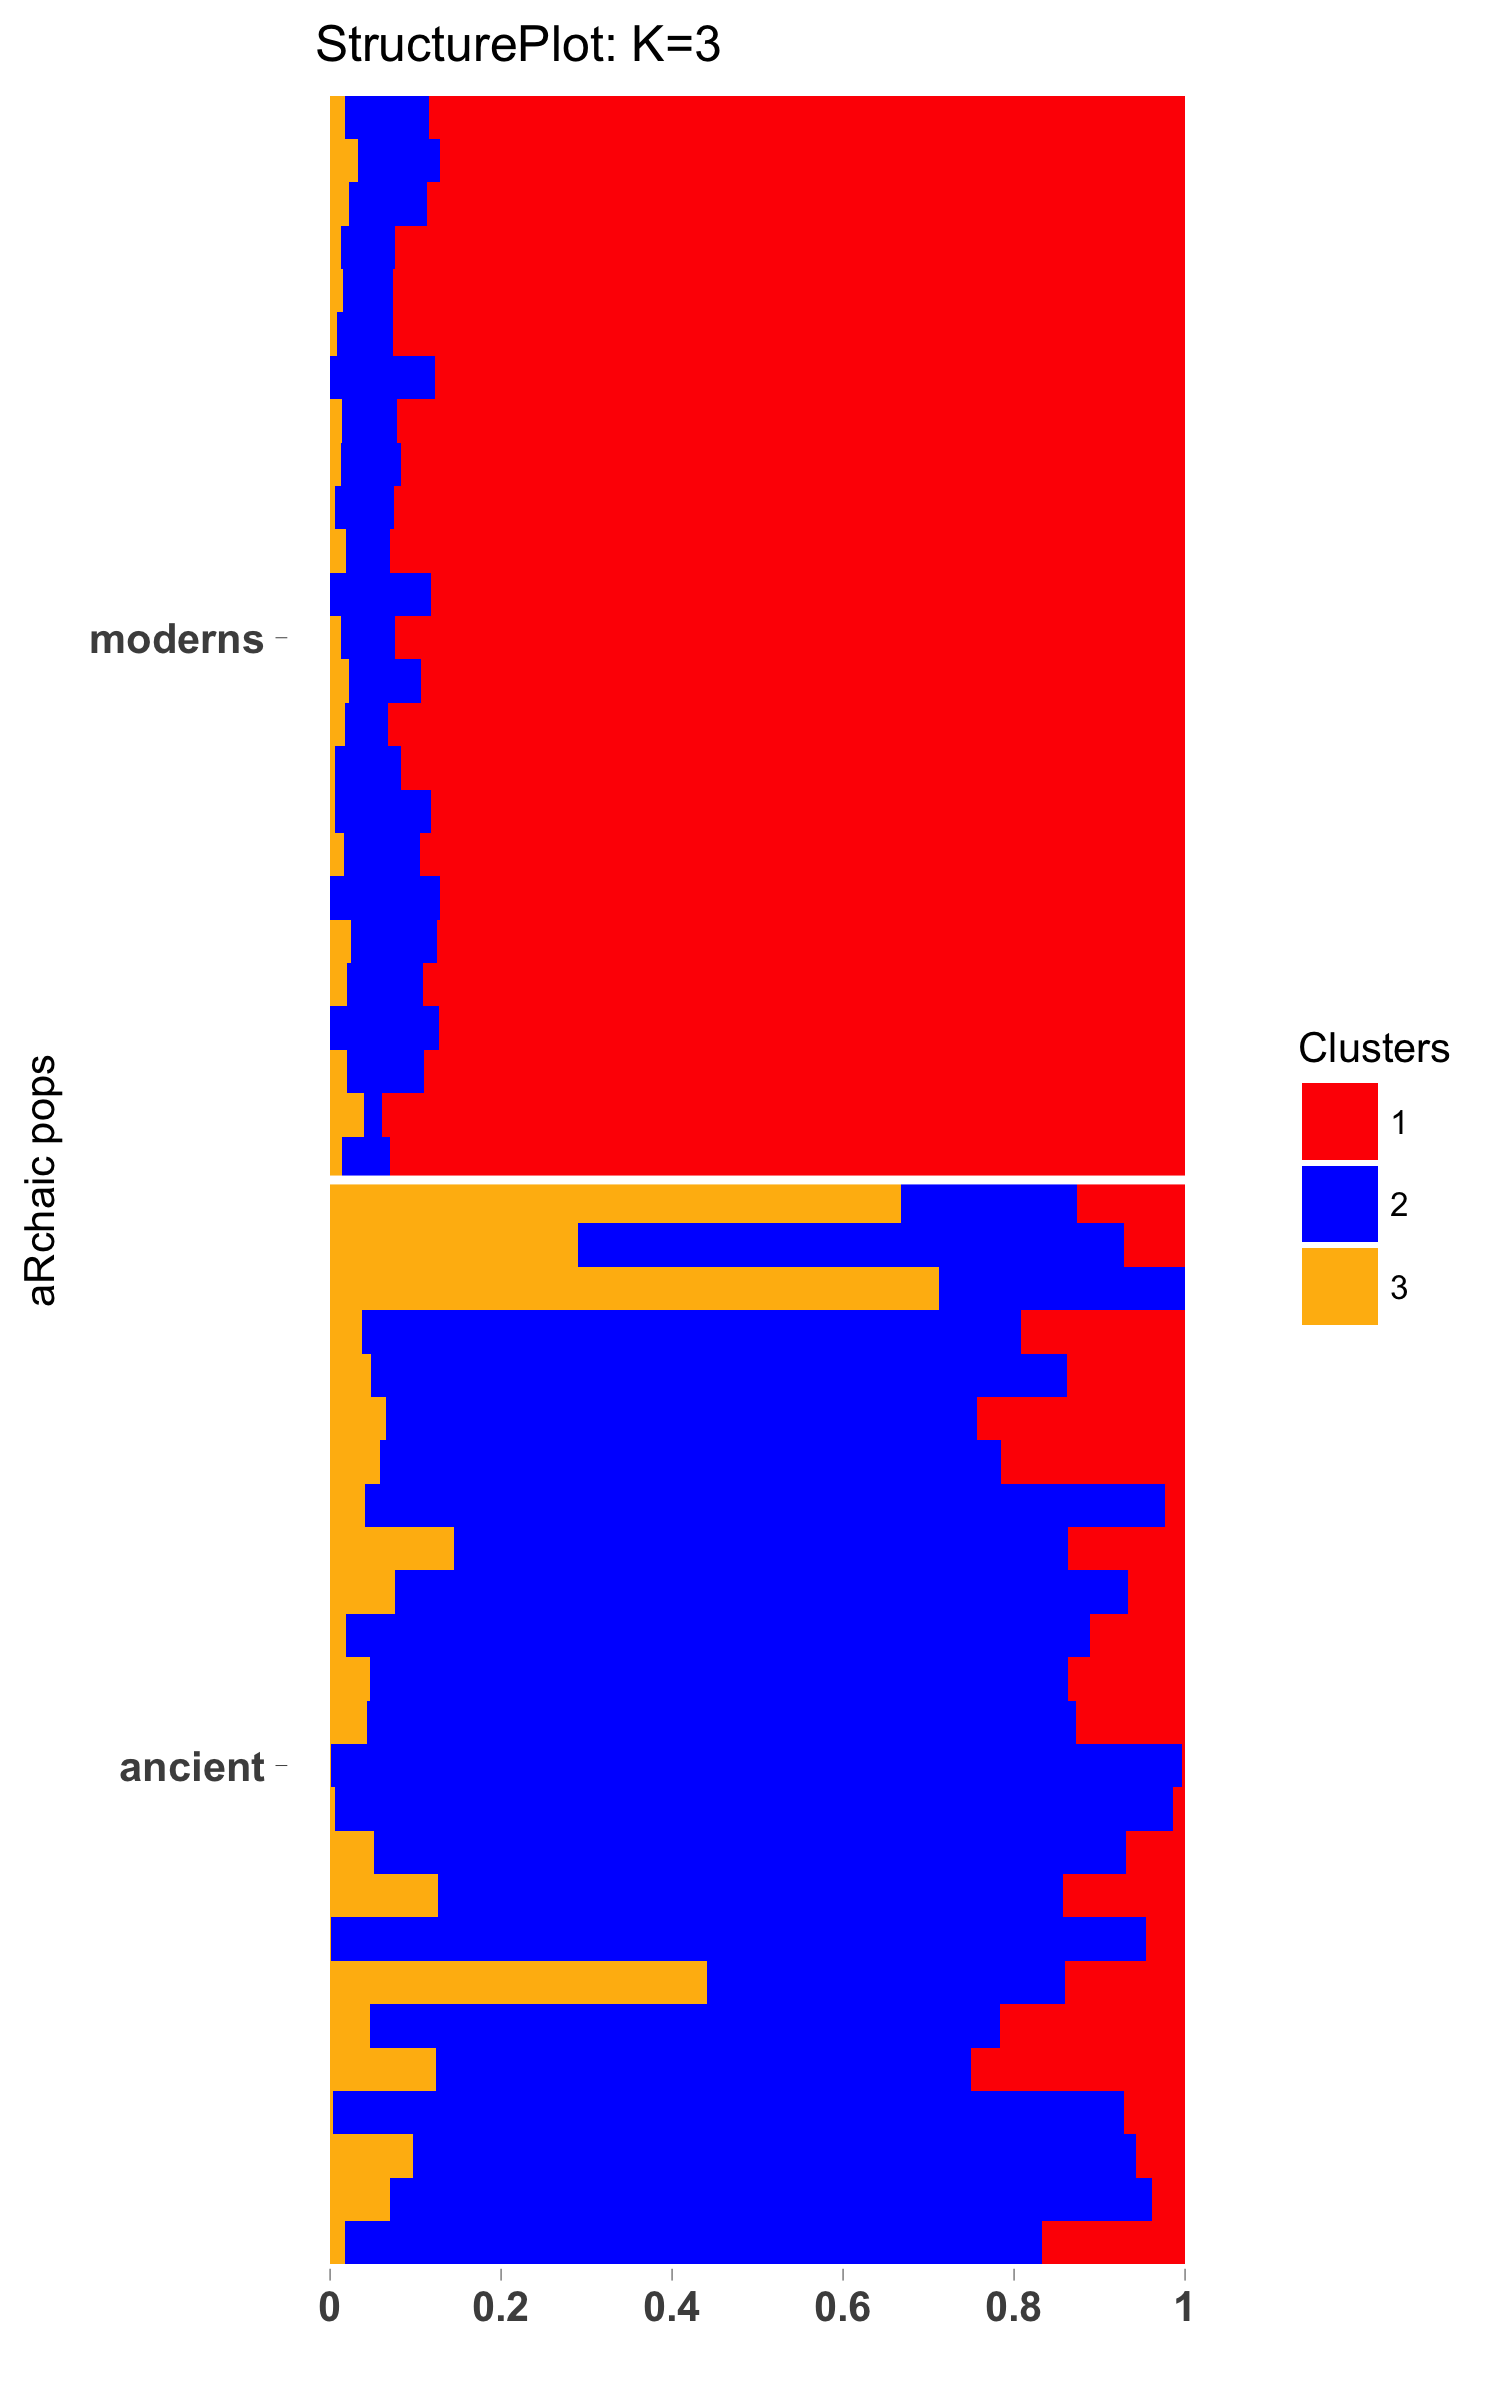 StructurePlot: K=3
moderns
ancient
aRchaic pops
Clusters
1
2
3
0 0.2 0.4 0.6 0.8 1